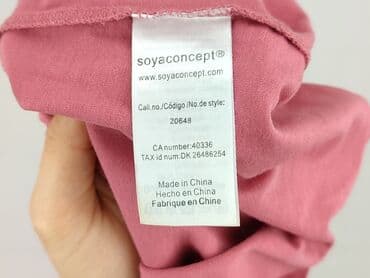 soyaconcept®
www.soyaconcept.com
Cat.no./Código/No.de style:
20648
CA number:40336
TAX id num:DK 26486254
Made in China
Hecho en China
Fabrique en Chine